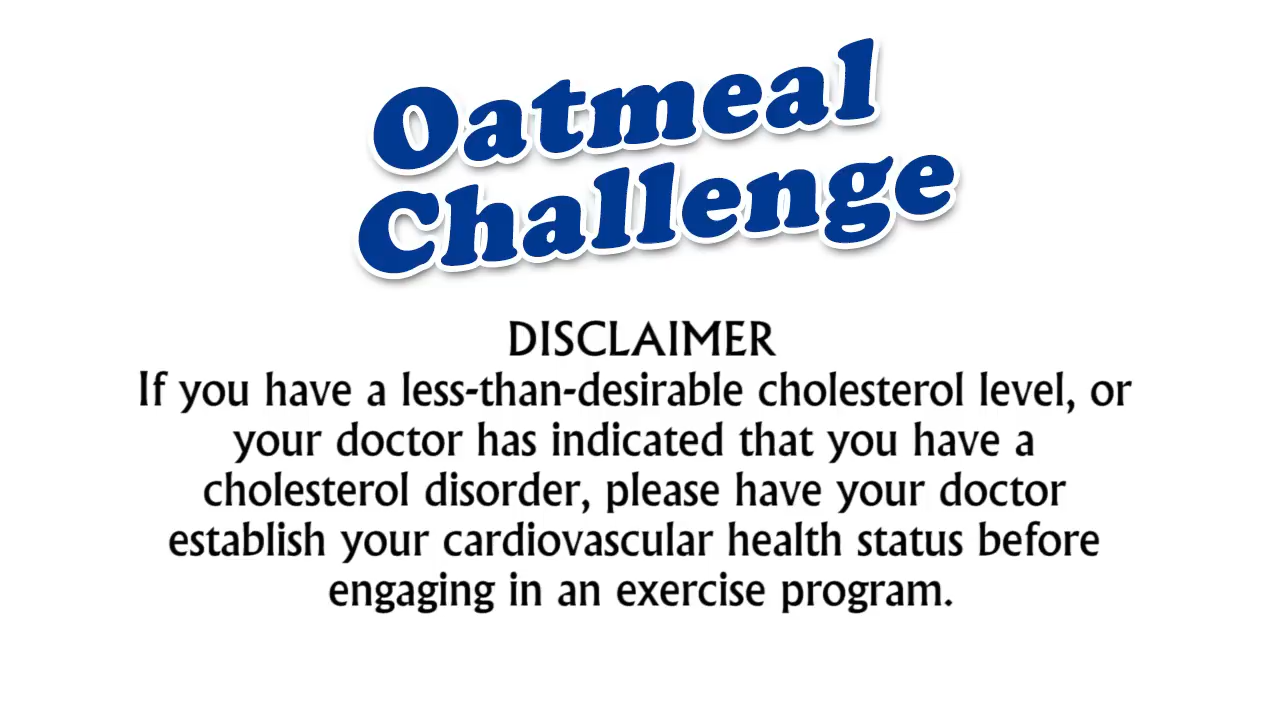 Oatmeal
Challenge
DISCLAIMER
If you have a less-than-desirable cholesterol level, or
your doctor has indicated that you have a
cholesterol disorder, please have your doctor
establish your cardiovascular health status before
engaging in an exercise program.